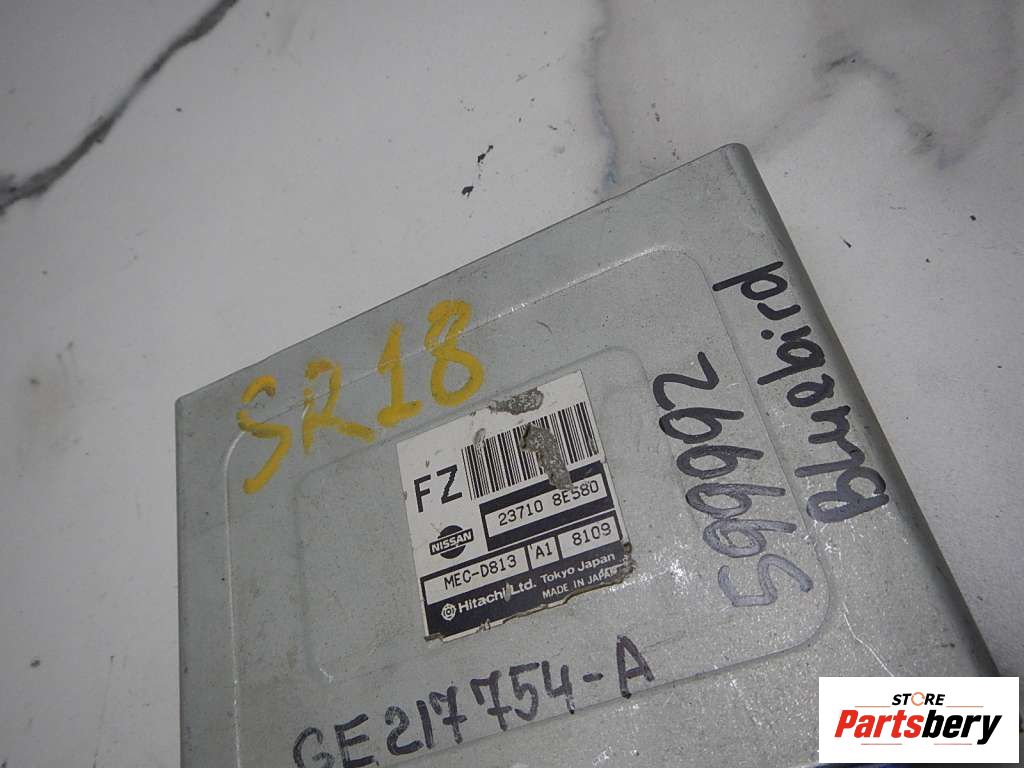 SR18
FZ
NISSAN
23710 8E580
MEC-D813 A1 8109
Hitachi, Ltd. Tokyo Japan
MADE IN JAPAN
59992
Bluebird
GE217754-A
STORE
Partsbery